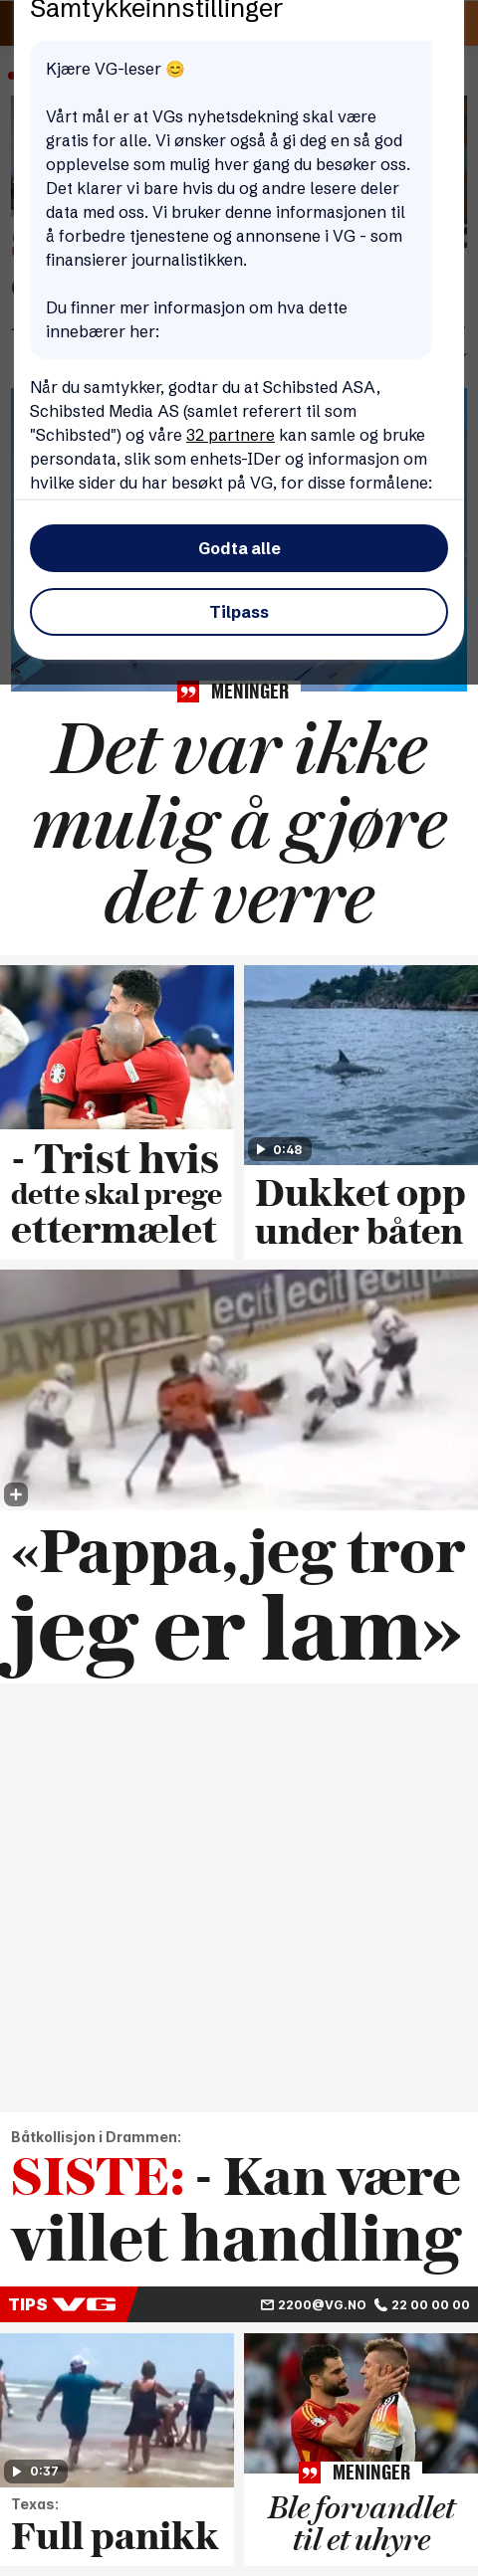 Samtykkeinnstillinger
Kjære VG-leser 😊
Vårt mål er at VGs nyhetsdekning skal være
gratis for alle. Vi ønsker også å gi deg en så god
opplevelse som mulig hver gang du besøker oss.
Det klarer vi bare hvis du og andre lesere deler
data med oss. Vi bruker denne informasjonen til
å forbedre tjenestene og annonsene i VG - som
finansierer journalistikken.
Du finner mer informasjon om hva dette
innebærer her:
Når du samtykker, godtar du at Schibsted ASA,
Schibsted Media AS (samlet referert til som
"Schibsted") og våre 32 partnere kan samle og bruke
persondata, slik som enhets-IDer og informasjon om
hvilke sider du har besøkt på VG, for disse formålene:
Godta alle
Tilpass
MENINGER
Det var ikke
mulig å gjøre
det verre
- Trist hvis
dette skal prege
ettermælet
0:48
Dukket opp
under båten
ecit ecit ecit
«Pappa, jeg tror
jeg er lam»
Båtkollisjon i Drammen:
SISTE: - Kan være
villet handling
TIPS VG
2200@VG.NO 22 00 00 00
0:37
Texas:
Full panikk
MENINGER
Ble forvandlet
til et uhyre